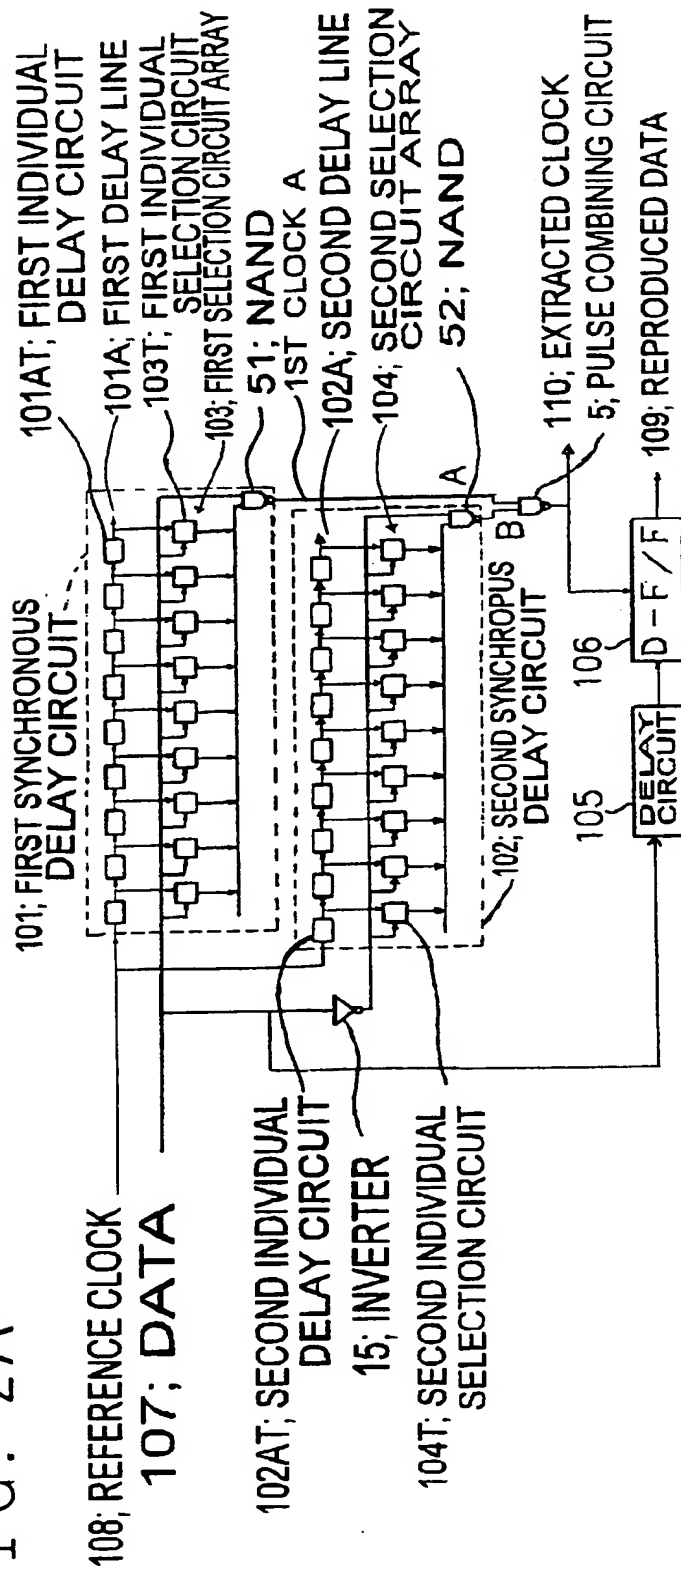 FIG. 2A
101; FIRST SYNCHRONOUS
DELAY CIRCUIT
101AT; FIRST INDIVIDUAL
DELAY CIRCUIT
101A; FIRST DELAY LINE
103T; FIRST INDIVIDUAL
SELECTION CIRCUIT
103; FIRST SELECTION CIRCUIT ARRAY
51; NAND
1ST CLOCK A
102A; SECOND DELAY LINE
104; SECOND SELECTION
CIRCUIT ARRAY
52; NAND
A
B
110; EXTRACTED CLOCK
5; PULSE COMBINING CIRCUIT
109; REPRODUCED DATA
108; REFERENCE CLOCK
107; DATA
102AT; SECOND INDIVIDUAL
DELAY CIRCUIT
15; INVERTER
104T; SECOND INDIVIDUAL
SELECTION CIRCUIT
102; SECOND SYNCHROPUS
DELAY CIRCUIT
105
DELAY
CIRCUIT
106
D-F/F